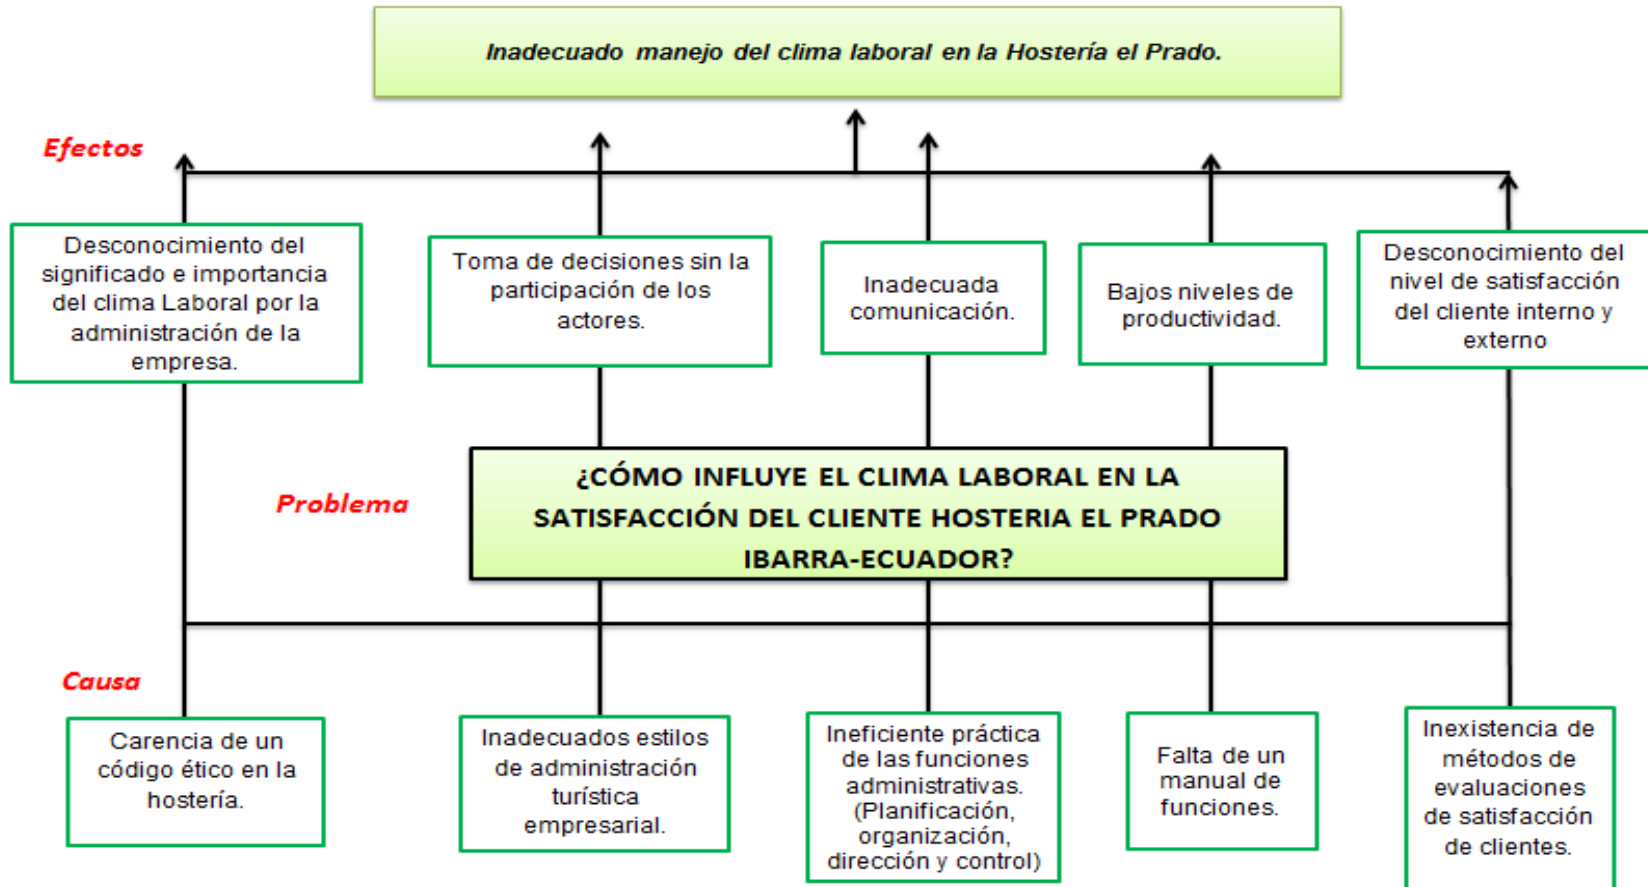 Inadecuado manejo del clima laboral en la Hostería el Prado.
Efectos
Desconocimiento del
significado e importancia
del clima Laboral por la
administración de la
empresa.
Toma de decisiones sin la
participación de los
actores.
Inadecuada
comunicación.
Bajos niveles de
productividad.
Desconocimiento del
nivel de satisfacción
del cliente interno y
externo
Problema
¿CÓMO INFLUYE EL CLIMA LABORAL EN LA
SATISFACCIÓN DEL CLIENTE HOSTERIA EL PRADO
IBARRA-ECUADOR?
Causa
Carencia de un
código ético en la
hostería.
Inadecuados estilos
de administración
turística
empresarial.
Ineficiente práctica
de las funciones
administrativas.
(Planificación,
organización,
dirección y control)
Falta de un
manual de
funciones.
Inexistencia de
métodos de
evaluaciones
de satisfacción
de clientes.